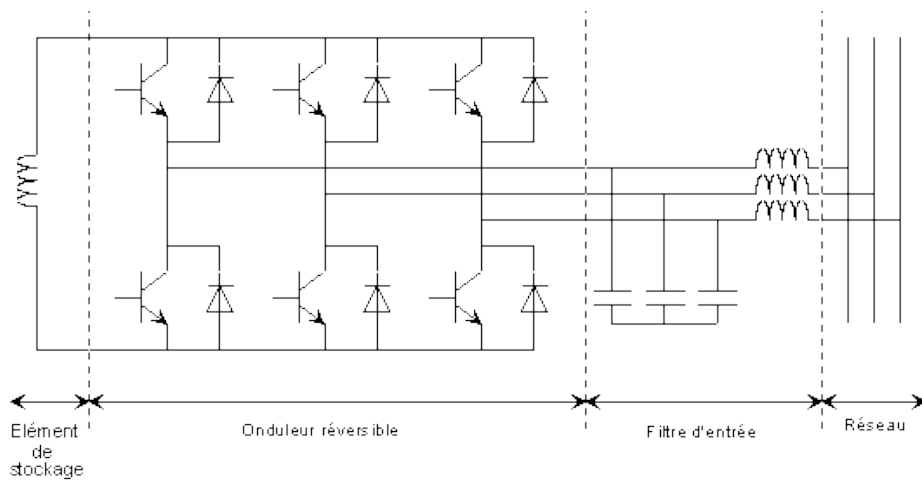 Elément
de
stockage
Onduleur réversible
Filtre d'entrée
Réseau